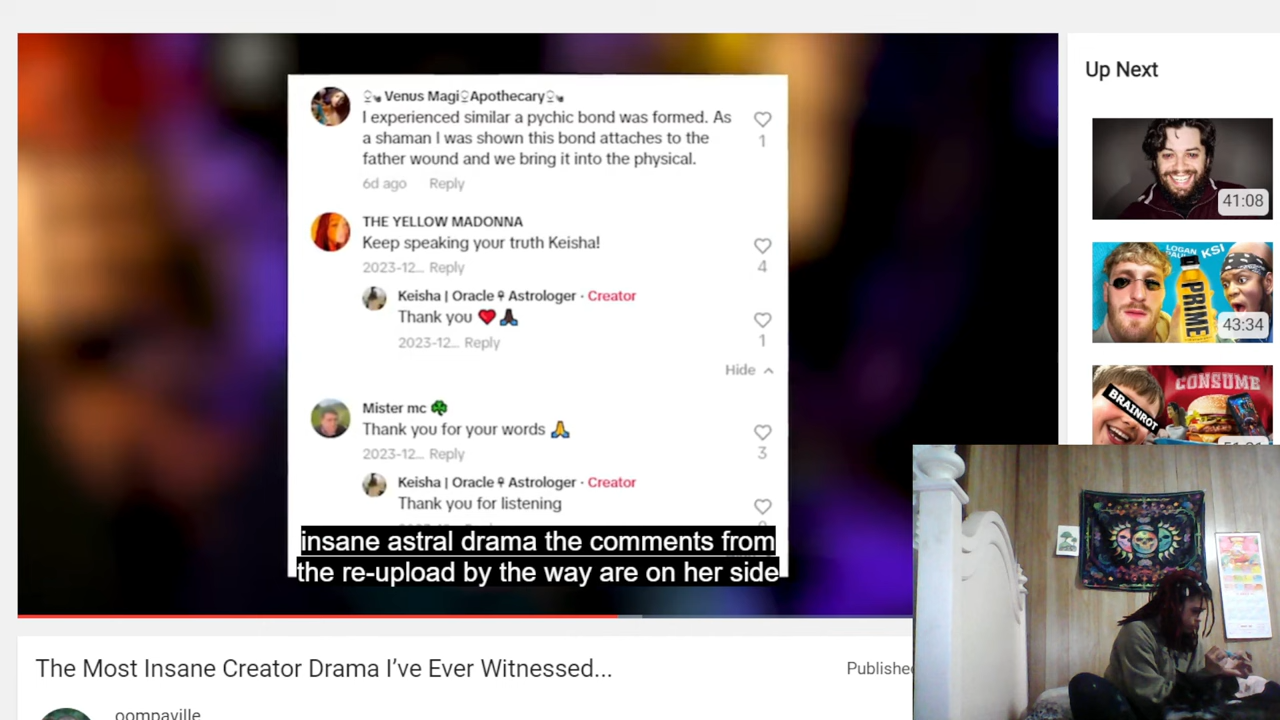 Up Next
Venus Magi Apothecary
I experienced similar a pychic bond was formed. As
a shaman I was shown this bond attaches to the
father wound and we bring it into the physical.
1
6d ago Reply
THE YELLOW MADONNA
Keep speaking your truth Keisha!
2023-12... Reply
4
Keisha | Oracle ♀ Astrologer · Creator
Thank you ❤️🙏🏿
2023-12... Reply
1
Hide
Mister mc 🍀
Thank you for your words 🙏
2023-12... Reply
3
Keisha | Oracle ♀ Astrologer · Creator
Thank you for listening
insane astral drama the comments from
the re-upload by the way are on her side
41:08
LOGAN
PAUL
KSI
PRIME
43:34
CONSUME
BRAINROT
The Most Insane Creator Drama I've Ever Witnessed...
Published
oompaville